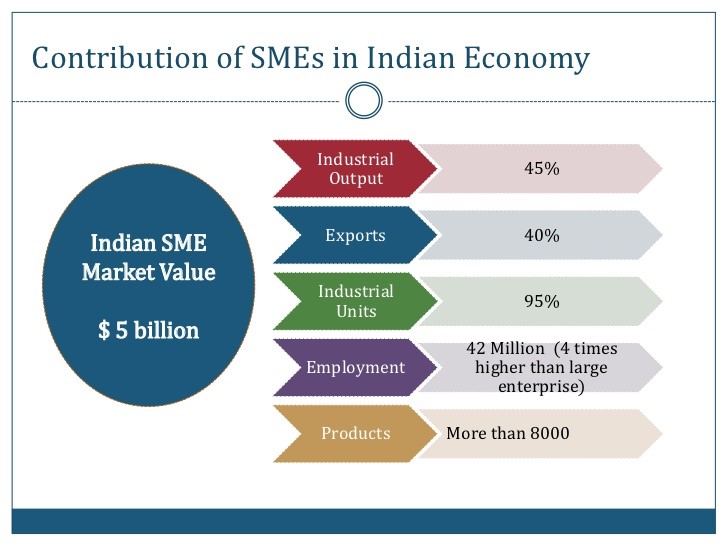 Contribution of SMEs in Indian Economy
Indian SME
Market Value
$ 5 billion
Industrial
Output
45%
Exports
40%
Industrial
Units
95%
Employment
42 Million  (4 times
higher than large
enterprise)
Products
More than 8000